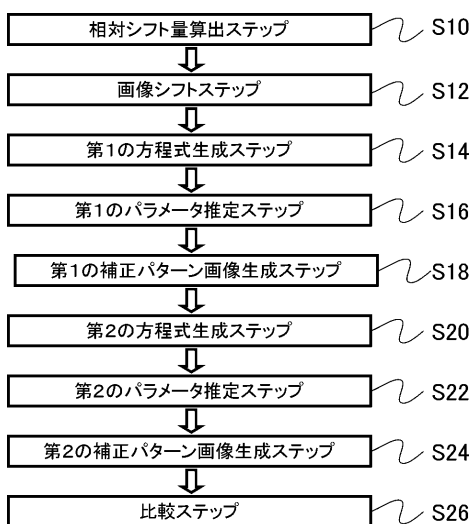 相対シフト量算出ステップ S10
画像シフトステップ S12
第1の方程式生成ステップ S14
第1のパラメータ推定ステップ S16
第1の補正パターン画像生成ステップ S18
第2の方程式生成ステップ S20
第2のパラメータ推定ステップ S22
第2の補正パターン画像生成ステップ S24
比較ステップ S26